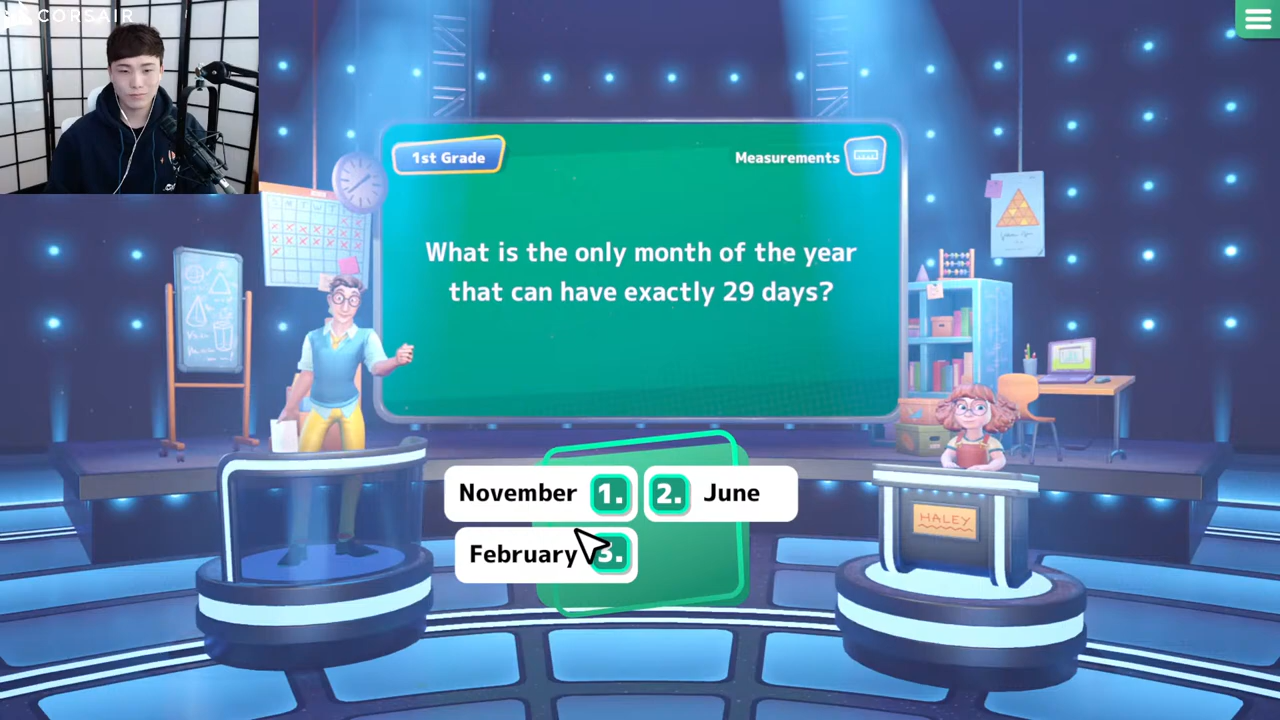 CORSAIR
1st Grade
Measurements
What is the only month of the year
that can have exactly 29 days?
November 1.
2. June
February 3.
HALEY